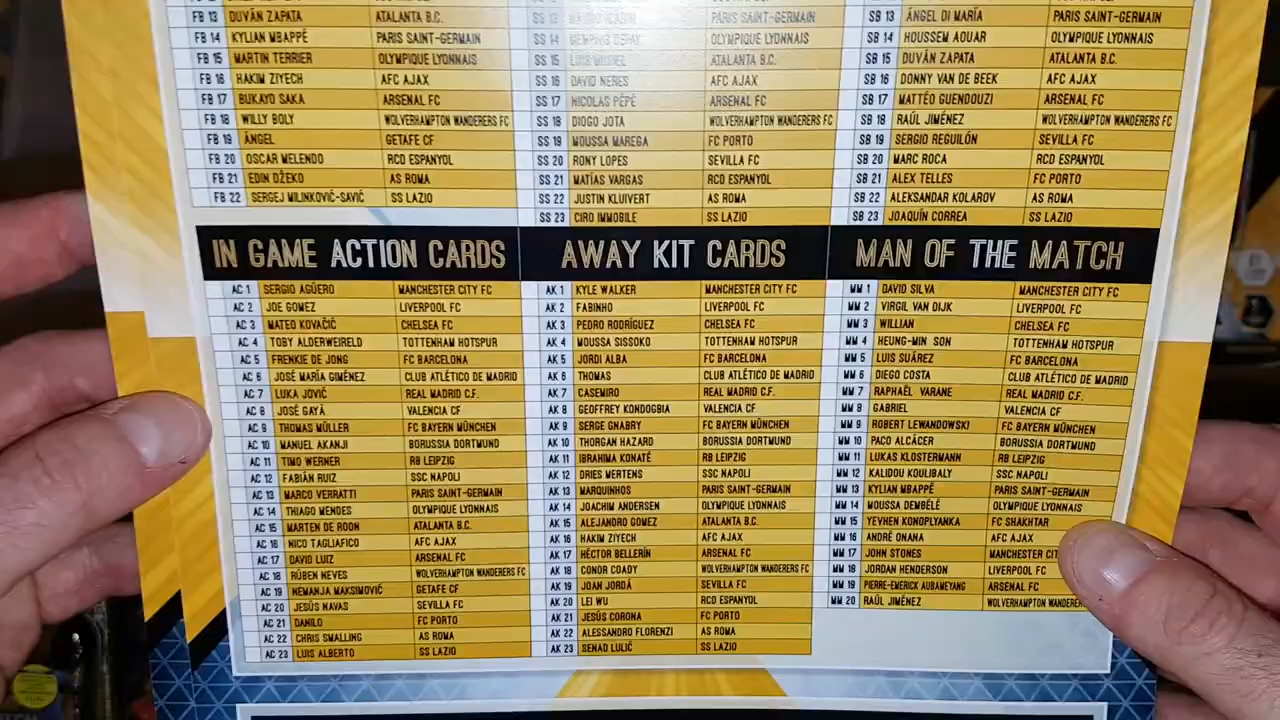 FB 13 DUVÁN ZAPATA ATALANTA B.C.
FB 14 KYLIAN MBAPPÉ PARIS SAINT-GERMAIN
FB 15 MARTIN TERRIER OLYMPIQUE LYONNAIS
FB 16 HAKIM ZIYECH AFC AJAX
FB 17 BUKAYO SAKA ARSENAL FC
FB 18 WILLY BOLY WOLVERHAMPTON WANDERERS FC
FB 19 ÁNGEL GETAFE CF
FB 20 OSCAR MELENDO RCD ESPANYOL
FB 21 EDIN DŽEKO AS ROMA
FB 22 SERGEJ MILINKOVIĆ-SAVIĆ SS LAZIO
SS 13 PARIS SAINT-GERMAIN
SS 14 MEMPHIS DEPAY OLYMPIQUE LYONNAIS
SS 15 LUIS MURIEL ATALANTA B.C.
SS 16 DAVID NERES AFC AJAX
SS 17 NICOLAS PÉPÉ ARSENAL FC
SS 18 DIOGO JOTA WOLVERHAMPTON WANDERERS FC
SS 19 MOUSSA MAREGA FC PORTO
SS 20 RONY LOPES SEVILLA FC
SS 21 MATÍAS VARGAS RCD ESPANYOL
SS 22 JUSTIN KLUIVERT AS ROMA
SS 23 CIRO IMMOBILE SS LAZIO
SB 13 ÁNGEL DI MARÍA PARIS SAINT-GERMAIN
SB 14 HOUSSEM AOUAR OLYMPIQUE LYONNAIS
SB 15 DUVÁN ZAPATA ATALANTA B.C.
SB 16 DONNY VAN DE BEEK AFC AJAX
SB 17 MATTÉO GUENDOUZI ARSENAL FC
SB 18 RAÚL JIMÉNEZ WOLVERHAMPTON WANDERERS FC
SB 19 SERGIO REGUILÓN SEVILLA FC
SB 20 MARC ROCA RCD ESPANYOL
SB 21 ALEX TELLES FC PORTO
SB 22 ALEKSANDAR KOLAROV AS ROMA
SB 23 JOAQUÍN CORREA SS LAZIO
IN GAME ACTION CARDS
AC 1 SERGIO AGÜERO MANCHESTER CITY FC
AC 2 JOE GOMEZ LIVERPOOL FC
AC 3 MATEO KOVAČIĆ CHELSEA FC
AC 4 TOBY ALDERWEIRELD TOTTENHAM HOTSPUR
AC 5 FRENKIE DE JONG FC BARCELONA
AC 6 JOSÉ MARÍA GIMÉNEZ CLUB ATLÉTICO DE MADRID
AC 7 LUKA JOVIĆ REAL MADRID C.F.
AC 8 JOSÉ GAYÀ VALENCIA CF
AC 9 THOMAS MÜLLER FC BAYERN MÜNCHEN
AC 10 MANUEL AKANJI BORUSSIA DORTMUND
AC 11 TIMO WERNER RB LEIPZIG
AC 12 FABIÁN RUIZ SSC NAPOLI
AC 13 MARCO VERRATTI PARIS SAINT-GERMAIN
AC 14 THIAGO MENDES OLYMPIQUE LYONNAIS
AC 15 MARTEN DE ROON ATALANTA B.C.
AC 16 NICO TAGLIAFICO AFC AJAX
AC 17 DAVID LUIZ ARSENAL FC
AC 18 RÚBEN NEVES WOLVERHAMPTON WANDERERS FC
AC 19 NEMANJA MAKSIMOVIĆ GETAFE CF
AC 20 JESÚS NAVAS SEVILLA FC
AC 21 DANILO FC PORTO
AC 22 CHRIS SMALLING AS ROMA
AC 23 LUIS ALBERTO SS LAZIO
AWAY KIT CARDS
AK 1 KYLE WALKER MANCHESTER CITY FC
AK 2 FABINHO LIVERPOOL FC
AK 3 PEDRO RODRÍGUEZ CHELSEA FC
AK 4 MOUSSA SISSOKO TOTTENHAM HOTSPUR
AK 5 JORDI ALBA FC BARCELONA
AK 6 THOMAS CLUB ATLÉTICO DE MADRID
AK 7 CASEMIRO REAL MADRID C.F.
AK 8 GEOFFREY KONDOGBIA VALENCIA CF
AK 9 SERGE GNABRY FC BAYERN MÜNCHEN
AK 10 THORGAN HAZARD BORUSSIA DORTMUND
AK 11 IBRAHIMA KONATÉ RB LEIPZIG
AK 12 DRIES MERTENS SSC NAPOLI
AK 13 MARQUINHOS PARIS SAINT-GERMAIN
AK 14 JOACHIM ANDERSEN OLYMPIQUE LYONNAIS
AK 15 ALEJANDRO GOMEZ ATALANTA B.C.
AK 16 HAKIM ZIYECH AFC AJAX
AK 17 HÉCTOR BELLERÍN ARSENAL FC
AK 18 CONOR COADY WOLVERHAMPTON WANDERERS FC
AK 19 JOAN JORDÁ SEVILLA FC
AK 20 LEI WU RCD ESPANYOL
AK 21 JESÚS CORONA FC PORTO
AK 22 ALESSANDRO FLORENZI AS ROMA
AK 23 SENAD LULIĆ SS LAZIO
MAN OF THE MATCH
MM 1 DAVID SILVA MANCHESTER CITY FC
MM 2 VIRGIL VAN DIJK LIVERPOOL FC
MM 3 WILLIAN CHELSEA FC
MM 4 HEUNG-MIN SON TOTTENHAM HOTSPUR
MM 5 LUIS SUÁREZ FC BARCELONA
MM 6 DIEGO COSTA CLUB ATLÉTICO DE MADRID
MM 7 RAPHAËL VARANE REAL MADRID C.F.
MM 8 GABRIEL VALENCIA CF
MM 9 ROBERT LEWANDOWSKI FC BAYERN MÜNCHEN
MM 10 PACO ALCÁCER BORUSSIA DORTMUND
MM 11 LUKAS KLOSTERMANN RB LEIPZIG
MM 12 KALIDOU KOULIBALY SSC NAPOLI
MM 13 KYLIAN MBAPPÉ PARIS SAINT-GERMAIN
MM 14 MOUSSA DEMBÉLÉ OLYMPIQUE LYONNAIS
MM 15 YEVHEN KONOPLYANKA FC SHAKHTAR
MM 16 ANDRÉ ONANA AFC AJAX
MM 17 JOHN STONES MANCHESTER
MM 18 JORDAN HENDERSON LIVERPOOL FC
MM 19 PIERRE-EMERICK AUBAMEYANG ARSENAL FC
MM 20 RAÚL JIMÉNEZ